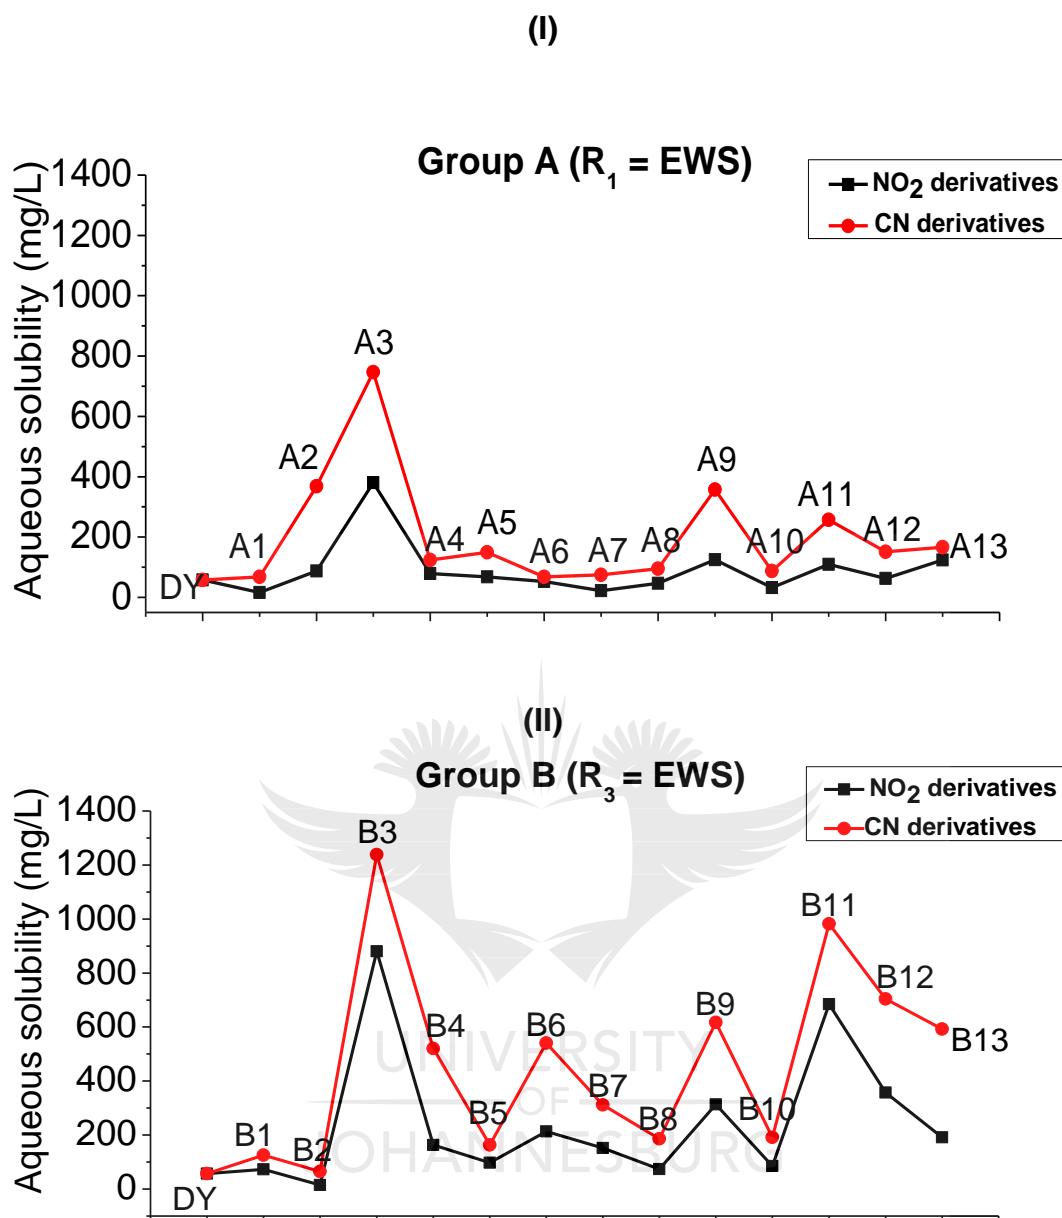 (I)
Group A (R₁ = EWS)
NO₂ derivatives
CN derivatives
Aqueous solubility (mg/L)
1400
1200
1000
800
600
400
200
0
DY
A1
A2
A3
A4
A5
A6
A7
A8
A9
A10
A11
A12
A13
(II)
Group B (R₃ = EWS)
NO₂ derivatives
CN derivatives
Aqueous solubility (mg/L)
1400
1200
1000
800
600
400
200
0
DY
B1
B2
B3
B4
B5
B6
B7
B8
B9
B10
B11
B12
B13
UNIVERSITY
OF
JOHANNESBURG